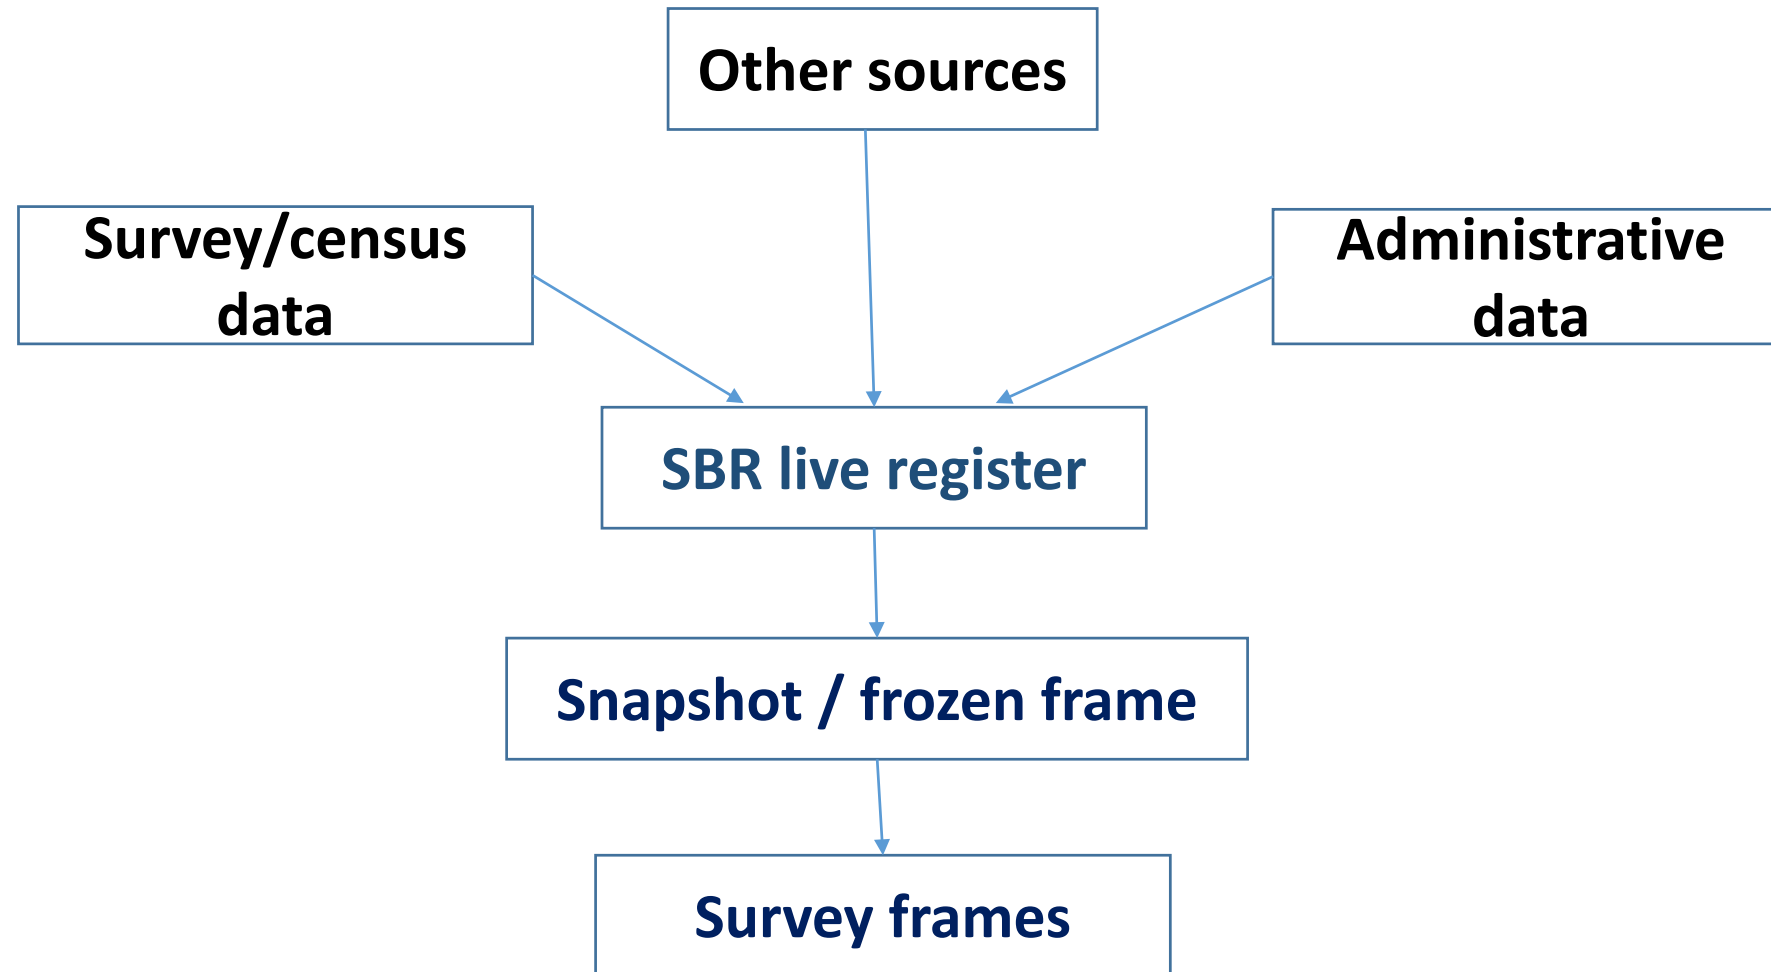 Other sources
Survey/census
data
Administrative
data
SBR live register
Snapshot / frozen frame
Survey frames